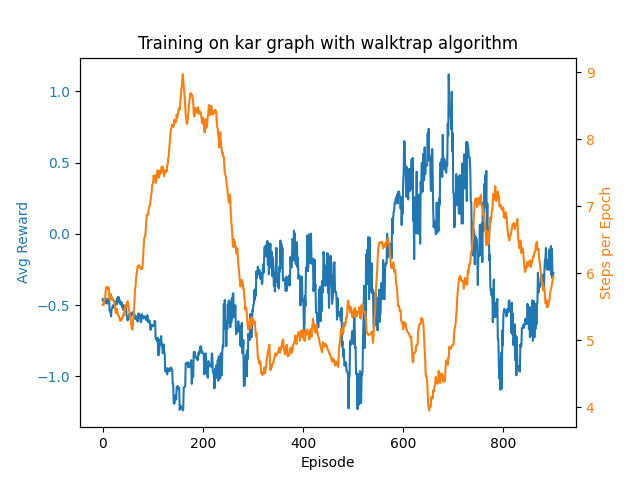 Training on kar graph with walktrap algorithm
1.0
0.5
0.0
−0.5
−1.0
Avg Reward
9
8
7
6
5
4
Steps per Epoch
0 200 400 600 800
Episode